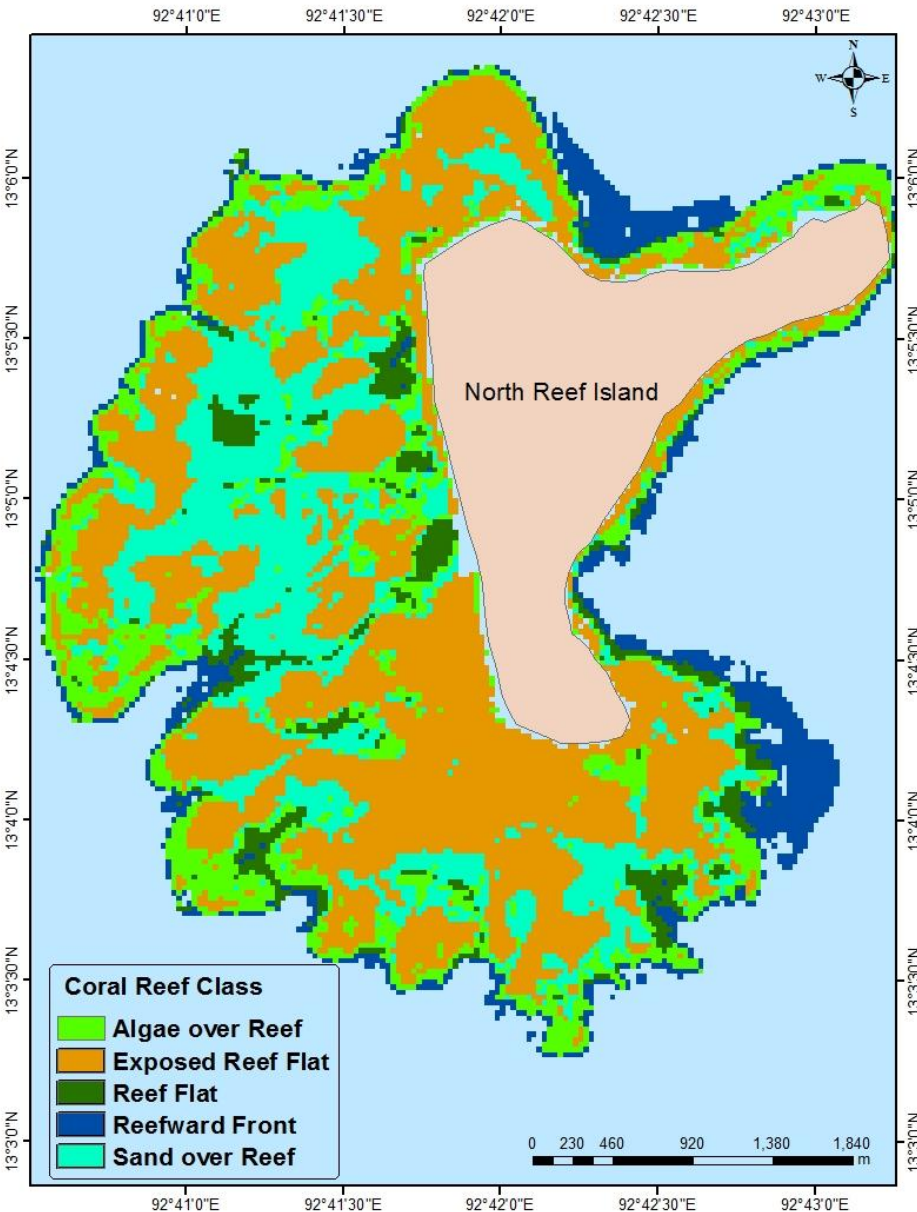 92°41'0"E 92°41'30"E 92°42'0"E 92°42'30"E 92°43'0"E
N
W E
S
13°6'0"N 13°6'0"N
13°5'30"N 13°5'30"N
North Reef Island
13°5'0"N 13°5'0"N
13°4'30"N 13°4'30"N
13°4'0"N 13°4'0"N
13°3'30"N 13°3'30"N
Coral Reef Class
Algae over Reef
Exposed Reef Flat
Reef Flat
Reefward Front
Sand over Reef
13°3'0"N 13°3'0"N
0 230 460 920 1,380 1,840
m
92°41'0"E 92°41'30"E 92°42'0"E 92°42'30"E 92°43'0"E